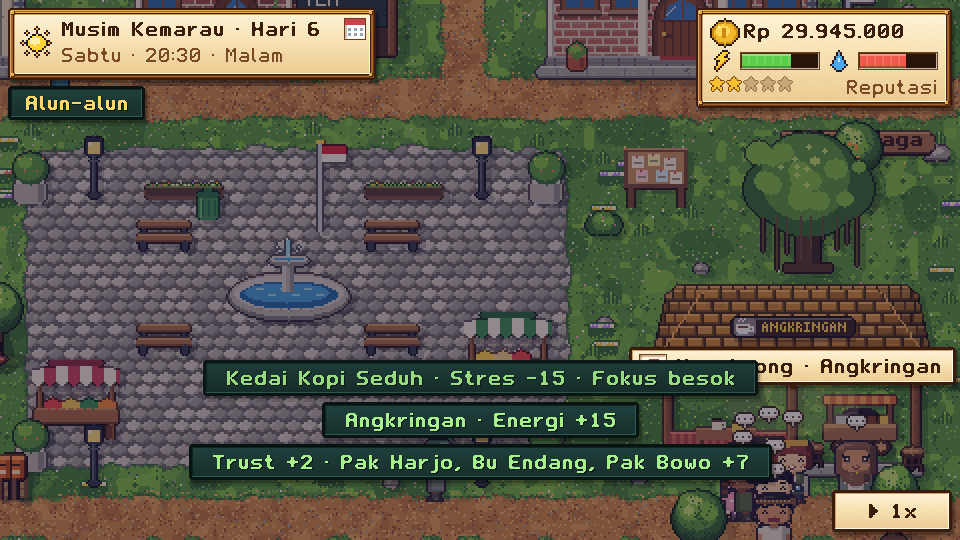 Musim Kemarau · Hari 6
Sabtu · 20:30 · Malam
Rp 29.945.000
Reputasi
Alun-alun
ANGKRINGAN
· Angkringan
Kedai Kopi Seduh · Stres -15 · Fokus besok
Angkringan · Energi +15
Trust +2 · Pak Harjo, Bu Endang, Pak Bowo +7
1x